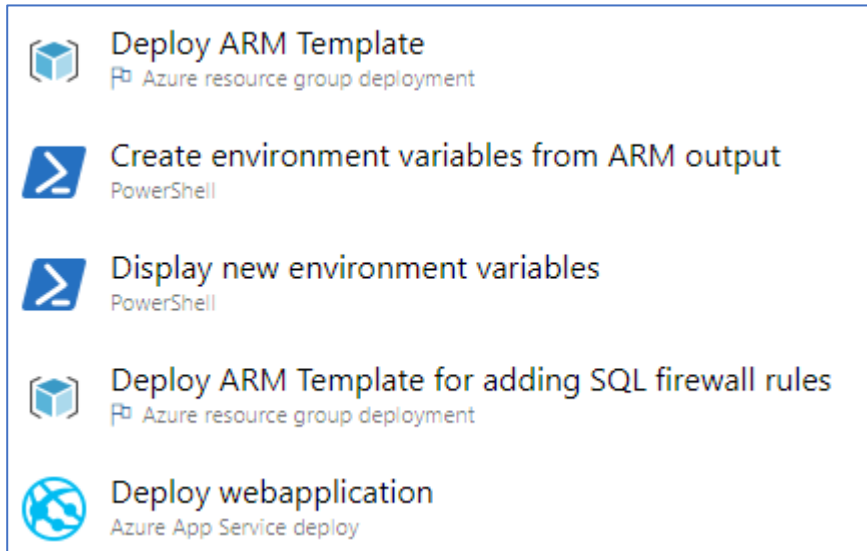 Deploy ARM Template
Azure resource group deployment
Create environment variables from ARM output
PowerShell
Display new environment variables
PowerShell
Deploy ARM Template for adding SQL firewall rules
Azure resource group deployment
Deploy webapplication
Azure App Service deploy